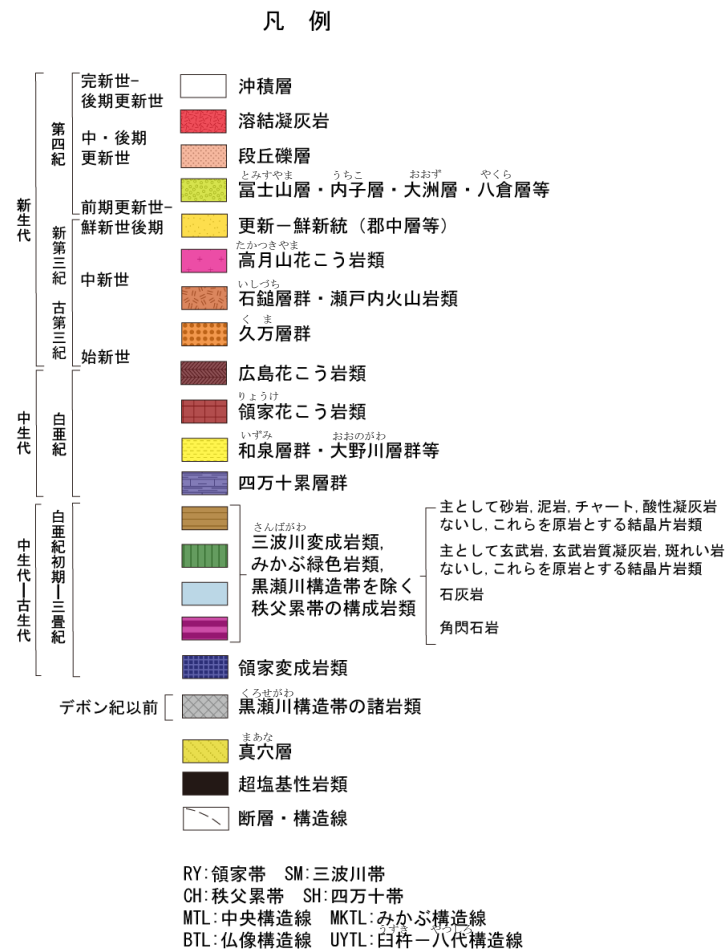 凡 例
新生代
第四紀
新第三紀
古第三紀
完新世−
後期更新世
中・後期
更新世
前期更新世−
鮮新世後期
中新世
始新世
中生代
白亜紀
中生代ー古生代
白亜紀初期ー三畳紀
デボン紀以前
沖積層
溶結凝灰岩
段丘礫層
とみすやま うちこ おおず やくら
冨士山層・内子層・大洲層・八倉層等
更新ー鮮新統（郡中層等）
たかつきやま
高月山花こう岩類
いしづち
石鎚層群・瀬戸内火山岩類
くま
久万層群
広島花こう岩類
りょうけ
領家花こう岩類
いずみ おおのがわ
和泉層群・大野川層群等
四万十累層群
さんばがわ
三波川変成岩類,
みかぶ緑色岩類,
黒瀬川構造帯を除く
秩父累帯の構成岩類
主として砂岩, 泥岩, チャート, 酸性凝灰岩
ないし, これらを原岩とする結晶片岩類
主として玄武岩, 玄武岩質凝灰岩, 斑れい岩
ないし, これらを原岩とする結晶片岩類
石灰岩
角閃石岩
領家変成岩類
くろせがわ
黒瀬川構造帯の諸岩類
まあな
真穴層
超塩基性岩類
断層・構造線
RY:領家帯 SM:三波川帯
CH:秩父累帯 SH:四万十帯
MTL:中央構造線 MKTL:みかぶ構造線
うすき やつしろ
BTL:仏像構造線 UYTL:臼杵ー八代構造線